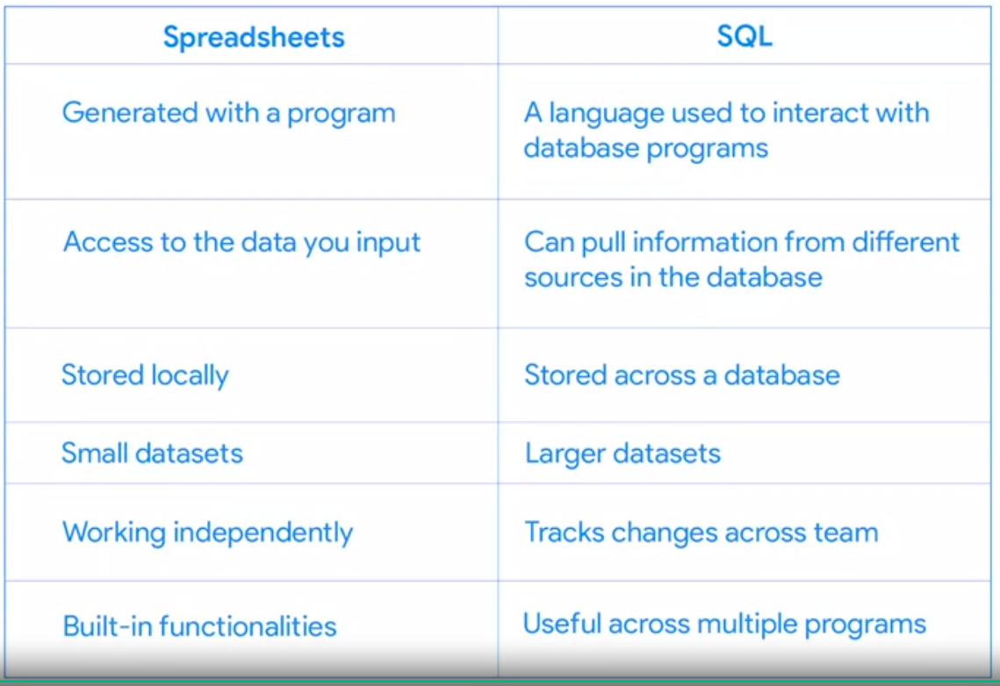 Spreadsheets
SQL
Generated with a program
A language used to interact with
database programs
Access to the data you input
Can pull information from different
sources in the database
Stored locally
Stored across a database
Small datasets
Larger datasets
Working independently
Tracks changes across team
Built-in functionalities
Useful across multiple programs